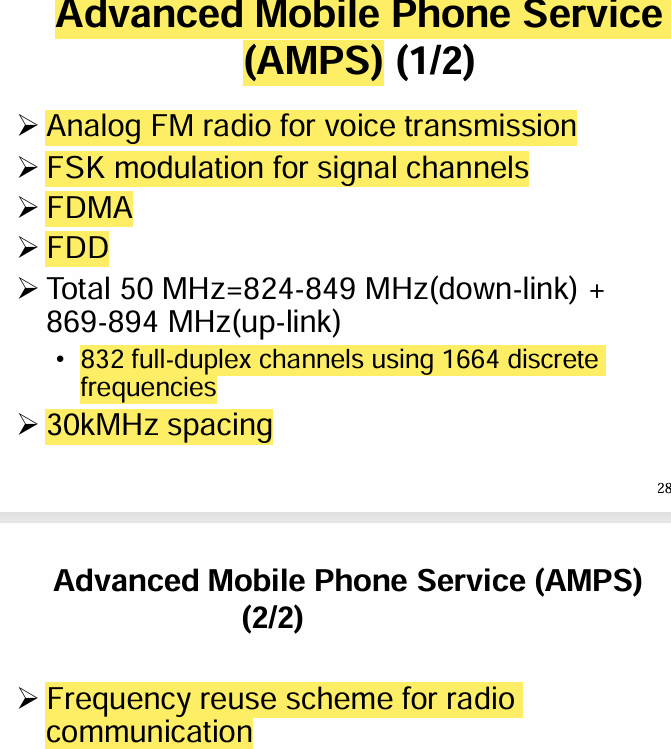 Advanced Mobile Phone Service
(AMPS) (1/2)
➢ Analog FM radio for voice transmission
➢ FSK modulation for signal channels
➢ FDMA
➢ FDD
➢ Total 50 MHz=824-849 MHz(down-link) +
869-894 MHz(up-link)
• 832 full-duplex channels using 1664 discrete
frequencies
➢ 30kMHz spacing
28
Advanced Mobile Phone Service (AMPS)
(2/2)
➢ Frequency reuse scheme for radio
communication